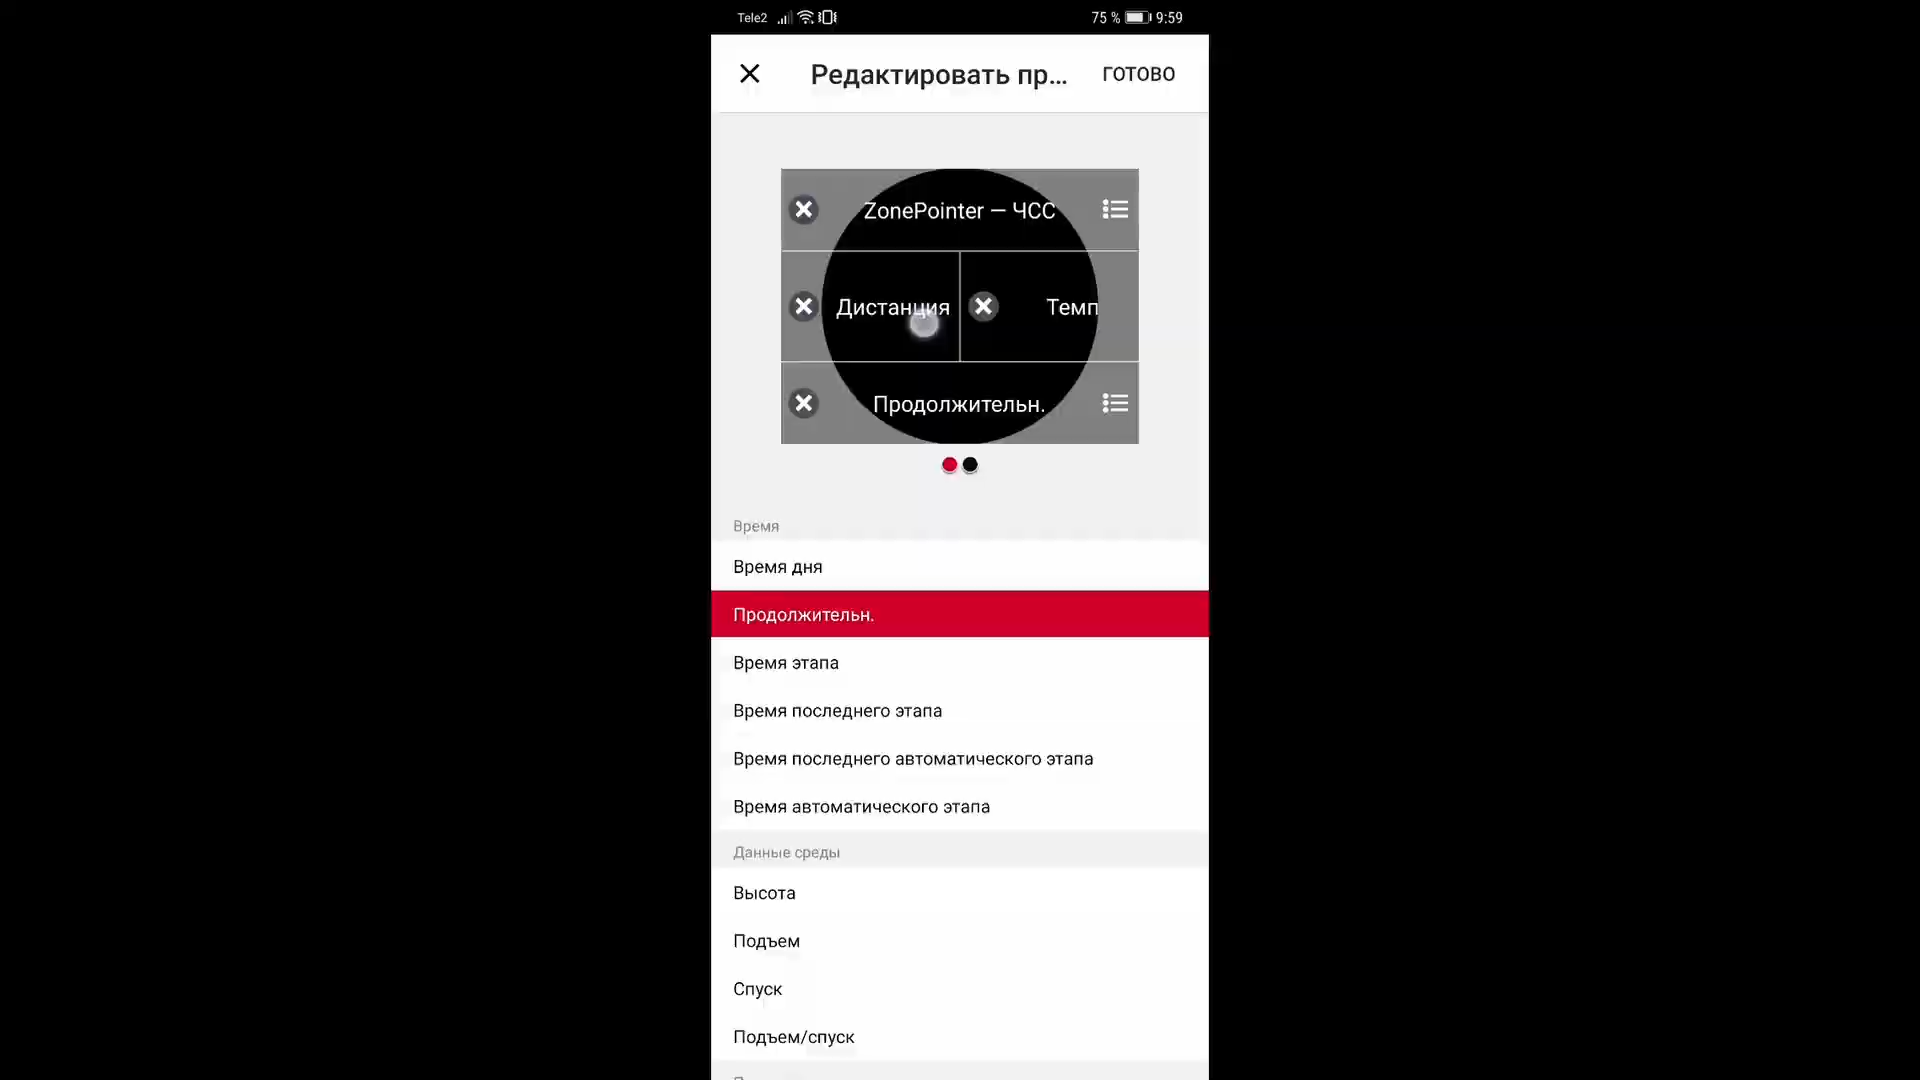 Tele2 75 % 9:59
Редактировать пр... ГОТОВО
ZonePointer — ЧСС
Дистанция Темп
Продолжительн.
Время
Время дня
Продолжительн.
Время этапа
Время последнего этапа
Время последнего автоматического этапа
Время автоматического этапа
Данные среды
Высота
Подъем
Спуск
Подъем/спуск